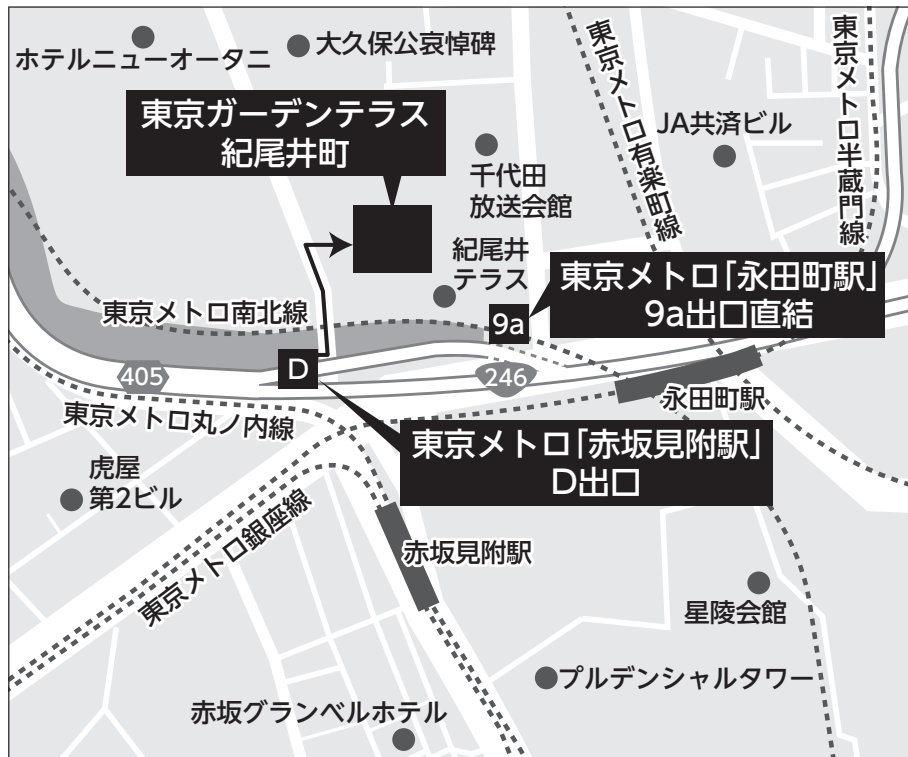 ホテルニューオータニ
大久保公哀悼碑
東京メトロ有楽町線
東京メトロ半蔵門線
東京ガーデンテラス
紀尾井町
JA共済ビル
千代田
放送会館
紀尾井
テラス
東京メトロ「永田町駅」
9a出口直結
9a
東京メトロ南北線
D
405
246
永田町駅
東京メトロ丸ノ内線
東京メトロ「赤坂見附駅」
D出口
虎屋
第2ビル
東京メトロ銀座線
赤坂見附駅
星陵会館
プルデンシャルタワー
赤坂グランベルホテル